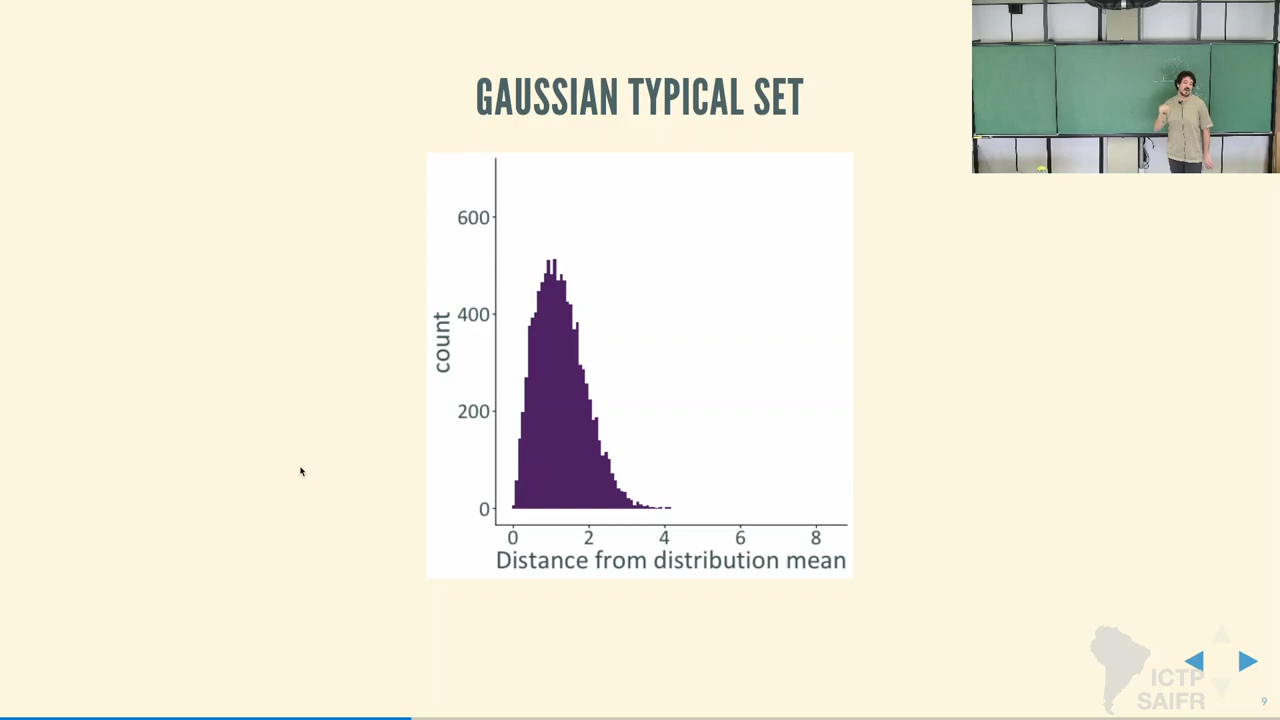 GAUSSIAN TYPICAL SET
600
400
200
0
count
0 2 4 6 8
Distance from distribution mean
ICTP
SAIFR
9